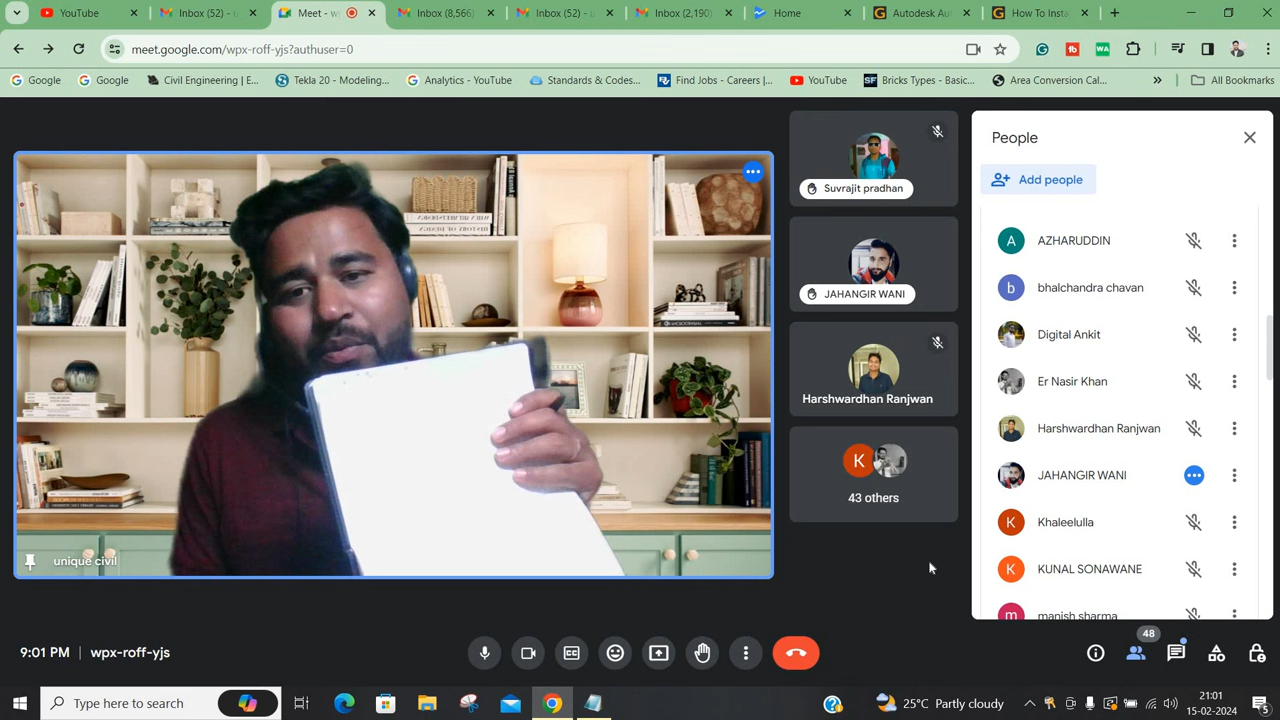 YouTube
Inbox (52) - u
Meet - w
Inbox (8,566)
Inbox (52) - u
Inbox (2,190)
Home
Autodesk Au
How To Insta
meet.google.com/wpx-roff-yjs?authuser=0
Google
Google
Civil Engineering | E...
Tekla 20 - Modeling...
Analytics - YouTube
Standards & Codes...
Find Jobs - Careers |...
YouTube
Bricks Types - Basic...
Area Conversion Cal...
»
All Bookmarks
unique civil
Suvrajit pradhan
JAHANGIR WANI
Harshwardhan Ranjwan
K
43 others
People
Add people
A AZHARUDDIN
b bhalchandra chavan
Digital Ankit
Er Nasir Khan
Harshwardhan Ranjwan
JAHANGIR WANI
K Khaleelulla
K KUNAL SONAWANE
m manish sharma
9:01 PM | wpx-roff-yjs
48
Type here to search
25°C Partly cloudy
21:01
15-02-2024
5